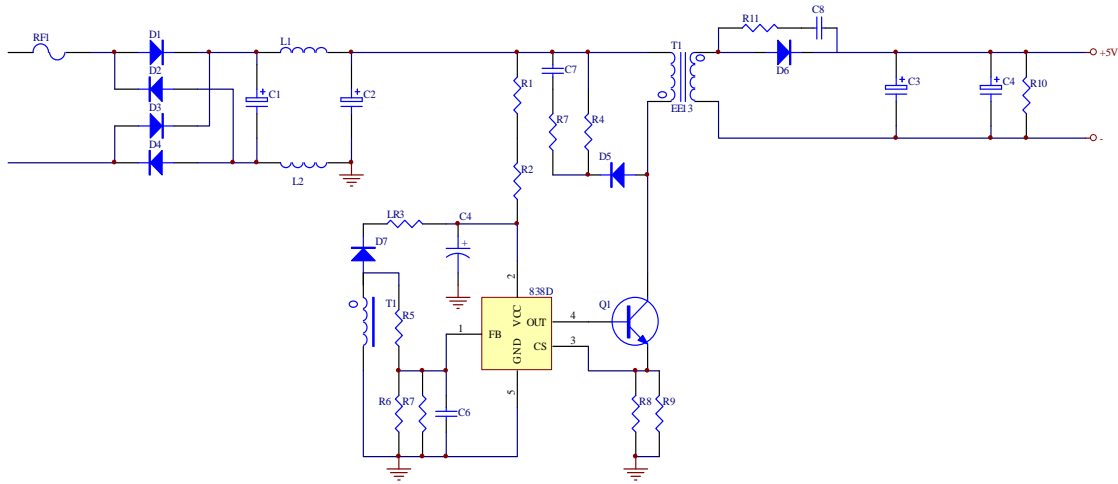 RF1
D1
D2
D3
D4
C1
L1
L2
C2
R1
R2
C7
R7
R4
D5
T1
EE13
R11
C8
D6
C3
C4
R10
+5V
-
LR3
C4
D7
T1
R5
R6
R7
C6
838D
2
VCC
OUT
4
1
FB
CS
3
GND
5
Q1
R8
R9